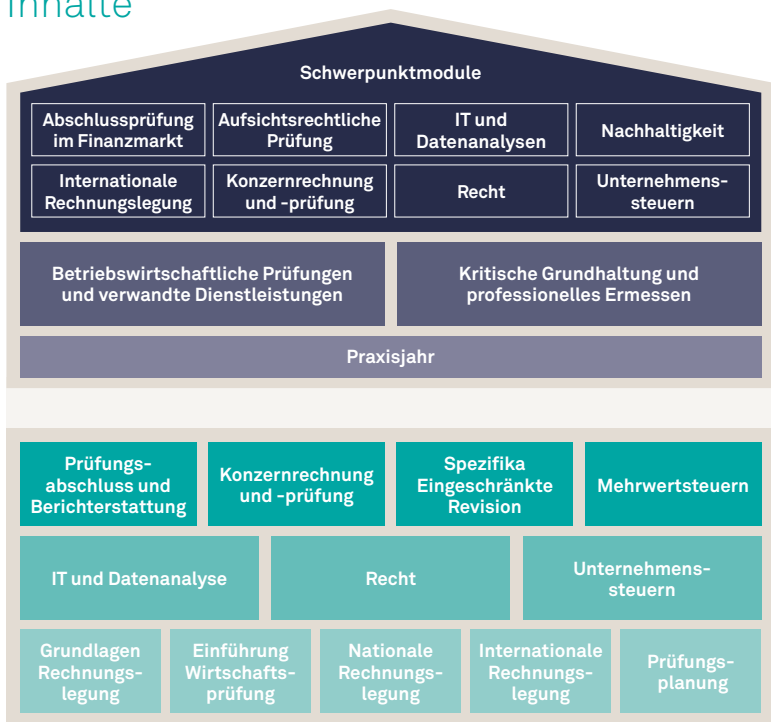 Inhalte
Schwerpunktmodule
Abschlussprüfung
im Finanzmarkt
Aufsichtsrechtliche
Prüfung
IT und
Datenanalysen
Nachhaltigkeit
Internationale
Rechnungslegung
Konzernrechnung
und -prüfung
Recht
Unternehmens-
steuern
Betriebswirtschaftliche Prüfungen
und verwandte Dienstleistungen
Kritische Grundhaltung und
professionelles Ermessen
Praxisjahr
Prüfungs-
abschluss und
Berichterstattung
Konzernrechnung
und -prüfung
Spezifika
Eingeschränkte
Revision
Mehrwertsteuern
IT und Datenanalyse
Recht
Unternehmens-
steuern
Grundlagen
Rechnungs-
legung
Einführung
Wirtschafts-
prüfung
Nationale
Rechnungs-
legung
Internationale
Rechnungs-
legung
Prüfungs-
planung